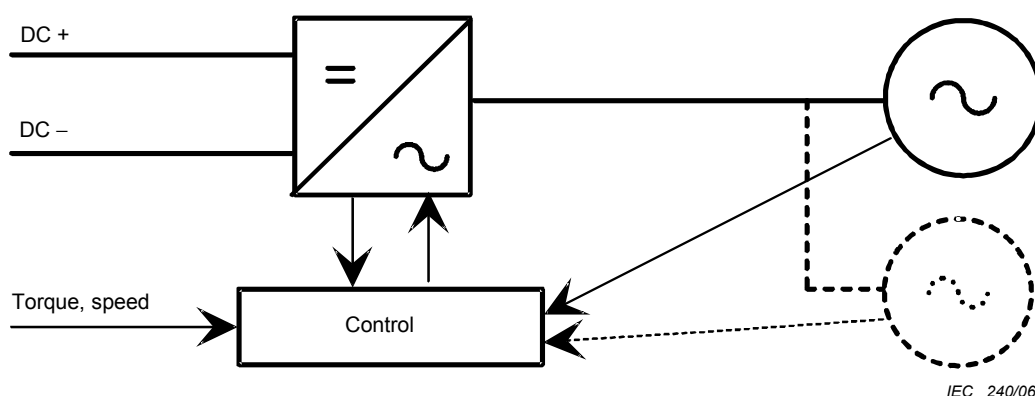 DC +
DC –
Torque, speed
Control
IEC 240/06